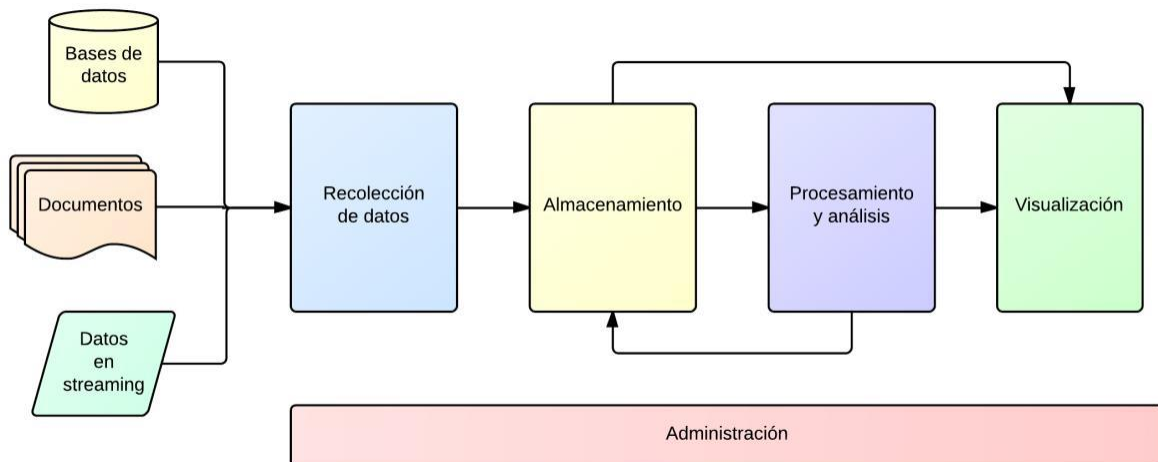 Bases de
datos
Documentos
Datos
en
streaming
Recolección
de datos
Almacenamiento
Procesamiento
y análisis
Visualización
Administración